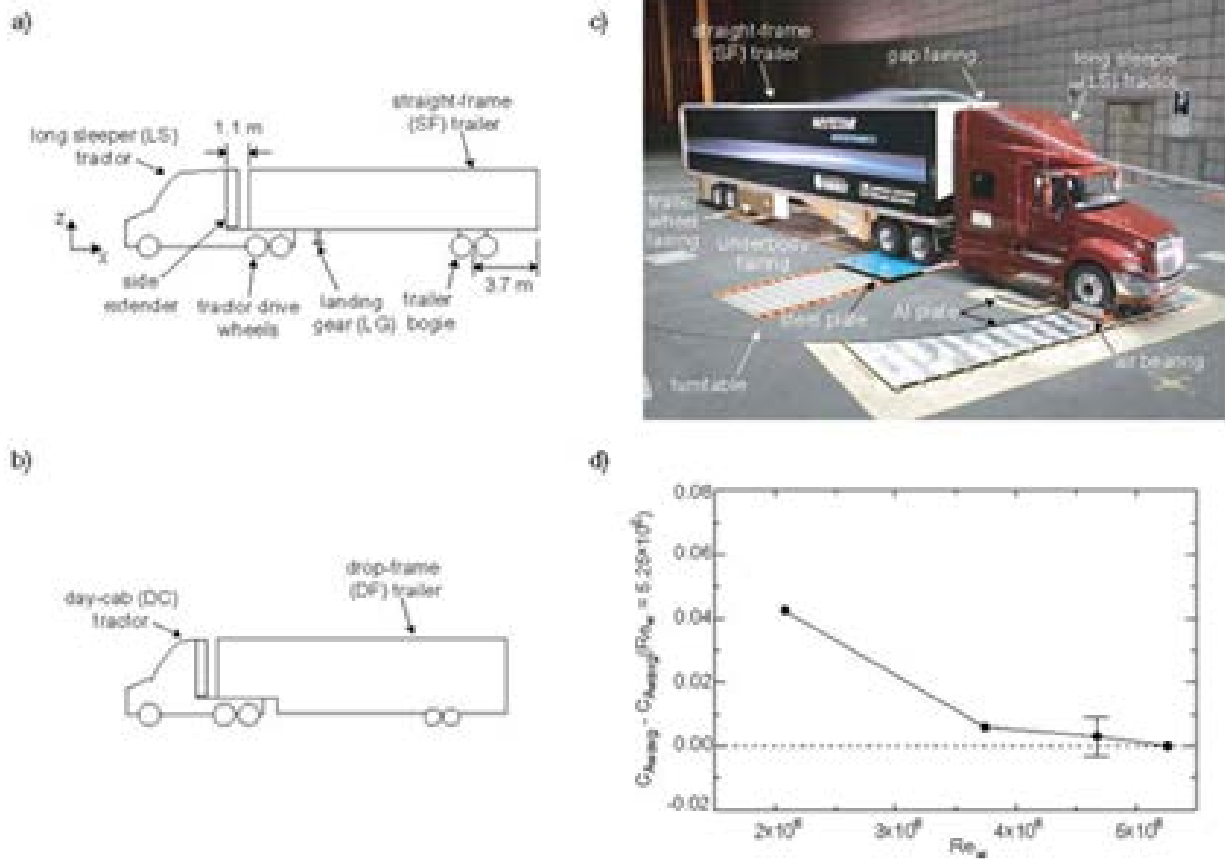 a)
long sleeper (LS)
tractor
1.1 m
straight-frame
(SF) trailer
z
x
side
extender
tractor drive
wheels
landing
gear (LG)
trailer
bogie
3.7 m
b)
day-cab (DC)
tractor
drop-frame
(DF) trailer
c)
straight-frame
(SF) trailer
gap fairing
long sleeper
(LS) tractor
wheel fairing
underbody
fairing
plate
Al plate
turntable
air bearing
d)
0.08
0.06
0.04
0.02
0.00
-0.02
2x10⁶
3x10⁶
4x10⁶
5x10⁶